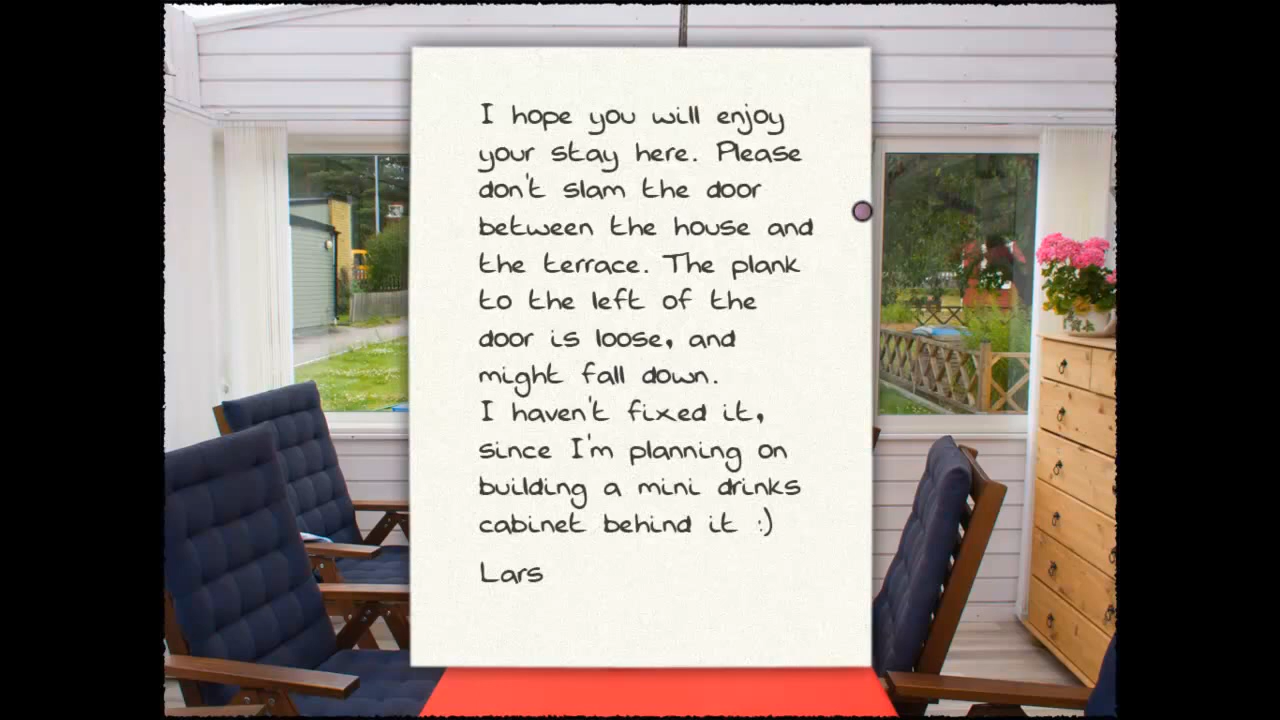 I hope you will enjoy
your stay here. Please
don't slam the door
between the house and
the terrace. The plank
to the left of the
door is loose, and
might fall down.
I haven't fixed it,
since I'm planning on
building a mini drinks
cabinet behind it :)
Lars